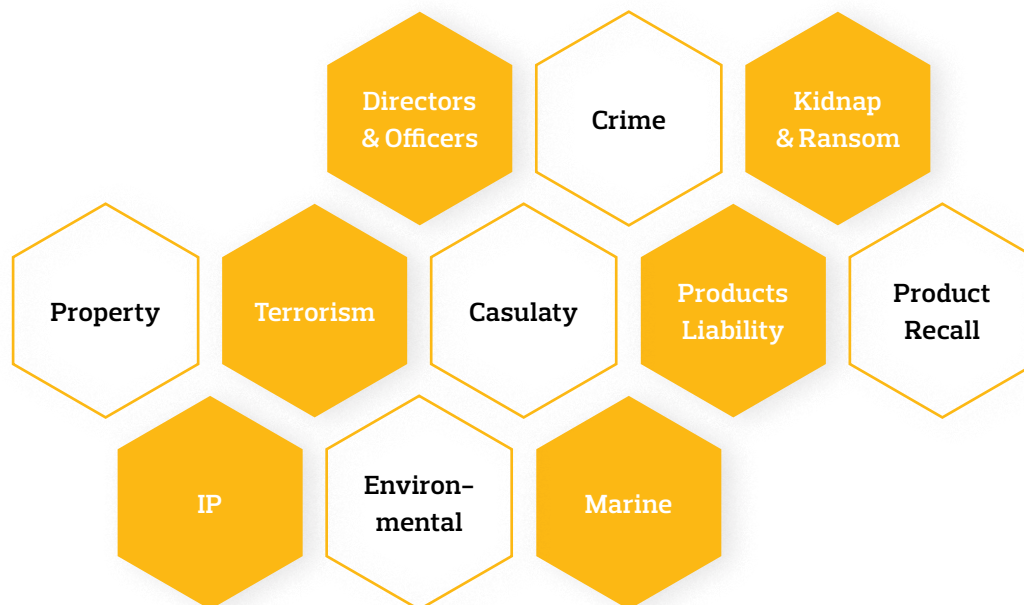 Directors
& Officers
Crime
Kidnap
& Ransom
Property
Terrorism
Casulaty
Products
Liability
Product
Recall
IP
Environ–
mental
Marine